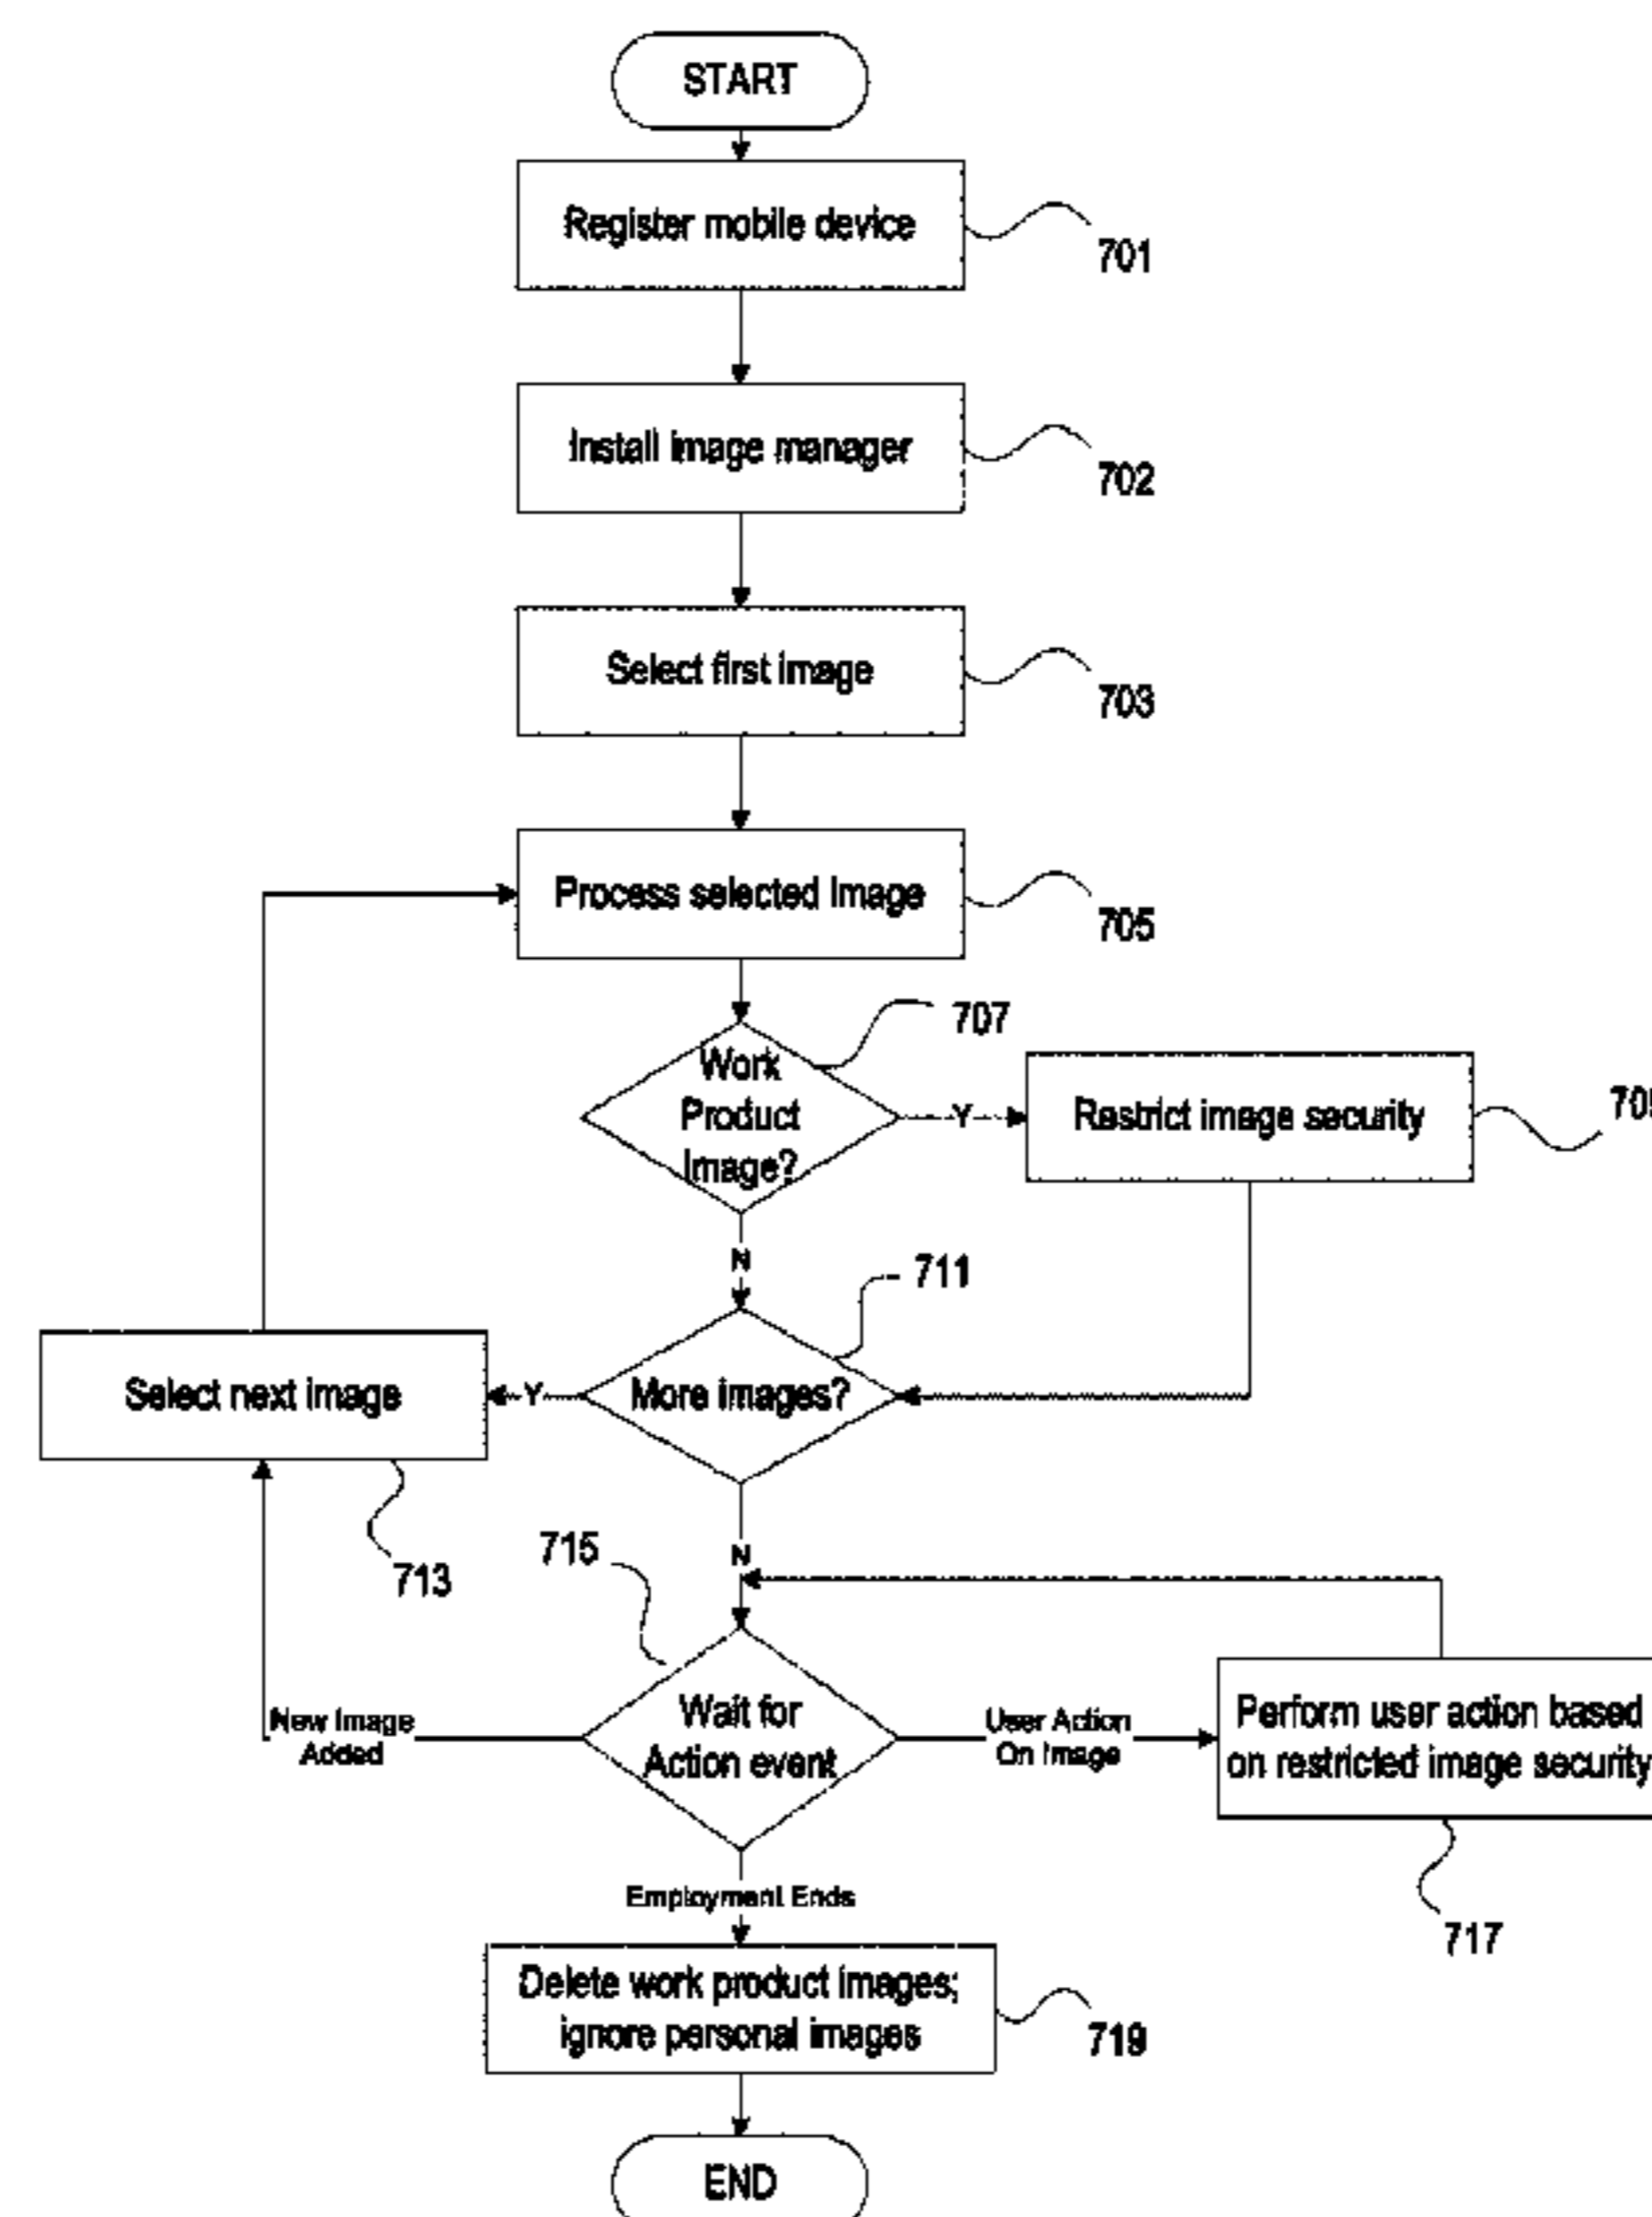 START
Register mobile device
701
Install image manager
702
Select first image
703
Process selected image
705
707
Work
Product
Image?
Y
Restrict image security
N
711
Select next image
Y
More images?
713
715
N
New Image
Added
Wait for
Action event
User Action
On Image
Perform user action based
on restricted image security
717
Employment Ends
Delete work product images;
ignore personal images
719
END